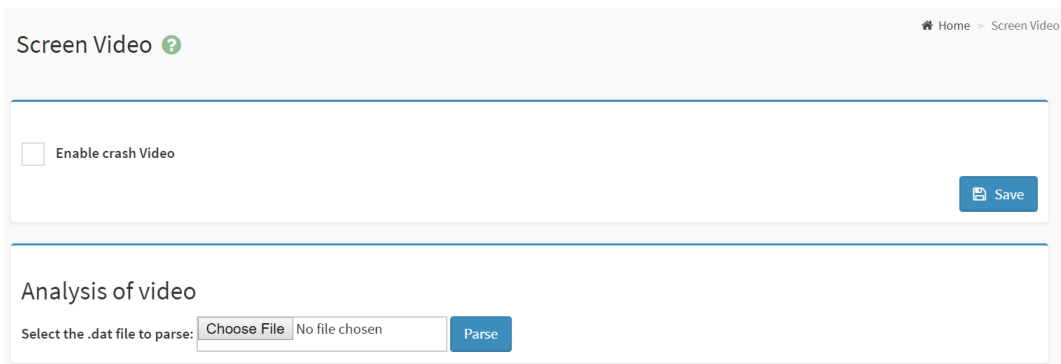 Home > Screen Video
Screen Video ?
Enable crash Video
Save
Analysis of video
Select the .dat file to parse: Choose File No file chosen Parse